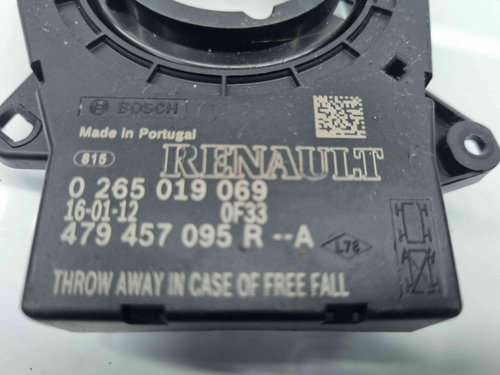 BOSCH
Made in Portugal
815
RENAULT
0 265 019 069
16-01-12 0F33
479 457 095 R --A
L7E
THROW AWAY IN CASE OF FREE FALL